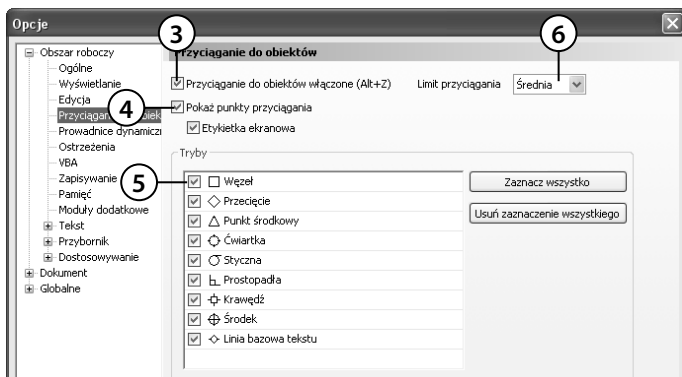 Opcje
3
6
Obszar roboczy
Ogólne
Wyświetlanie
Edycja
Prowadnice dynamiczn
Ostrzeżenia
VBA
Zapisywanie
Pamięć
Moduły dodatkowe
Tekst
Przybornik
Dostosowywanie
Dokument
Globalne
Przyciąganie do obiektów
Przyciąganie do obiektów włączone (Alt+Z) Limit przyciągania Średnia
4
Pokaż punkty przyciągania
Etykietka ekranowa
Tryby
5
Węzeł
Przecięcie
Punkt środkowy
Ćwiartka
Styczna
Prostopadła
Krawędź
Środek
Linia bazowa tekstu
Zaznacz wszystko
Usuń zaznaczenie wszystkiego